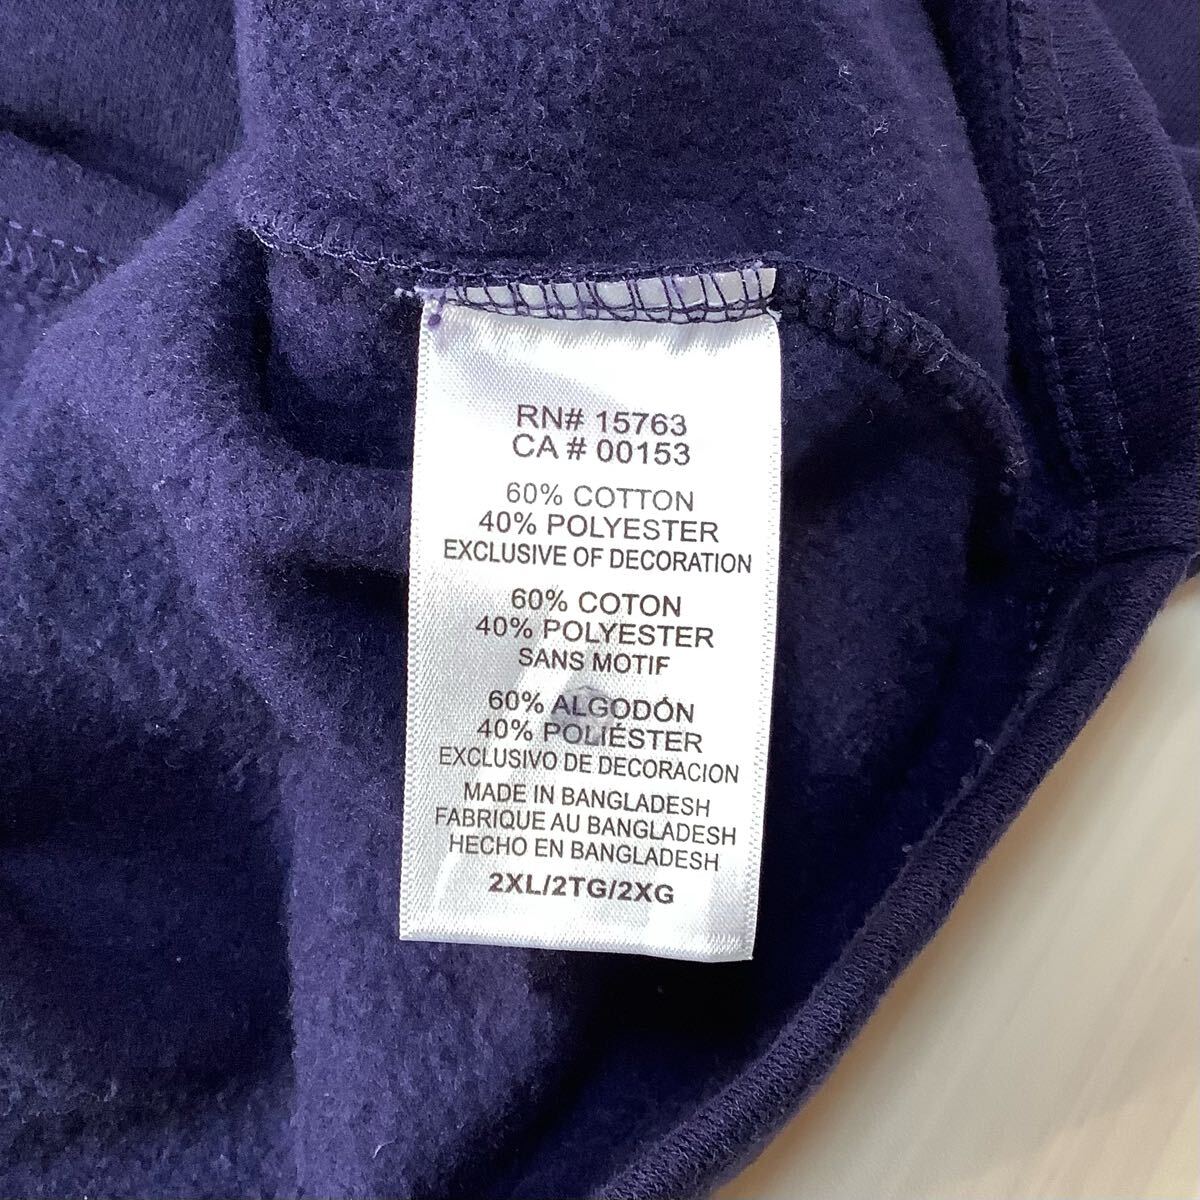 RN# 15763
CA # 00153
60% COTTON
40% POLYESTER
EXCLUSIVE OF DECORATION
60% COTON
40% POLYESTER
SANS MOTIF
60% ALGODÓN
40% POLIÉSTER
EXCLUSIVO DE DECORACION
MADE IN BANGLADESH
FABRIQUE AU BANGLADESH
HECHO EN BANGLADESH
2XL/2TG/2XG